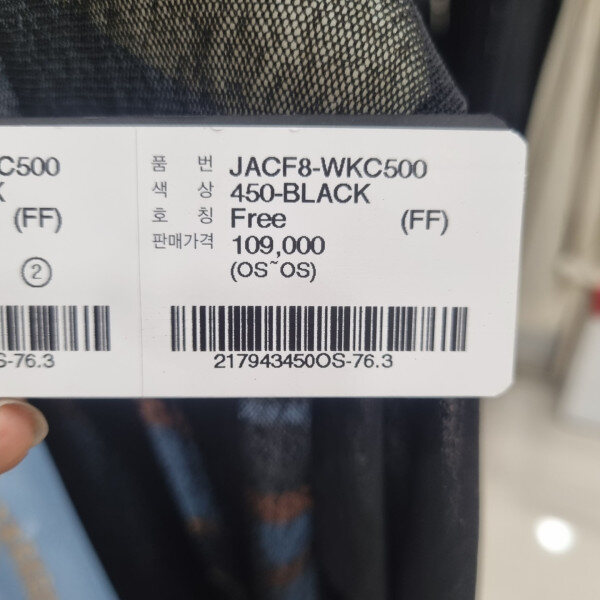 C500
K
(FF)
②
S-76.3
품 번 JACF8-WKC500
색 상 450-BLACK
호 칭 Free (FF)
판매가격 109,000
(OS~OS)
217943450OS-76.3